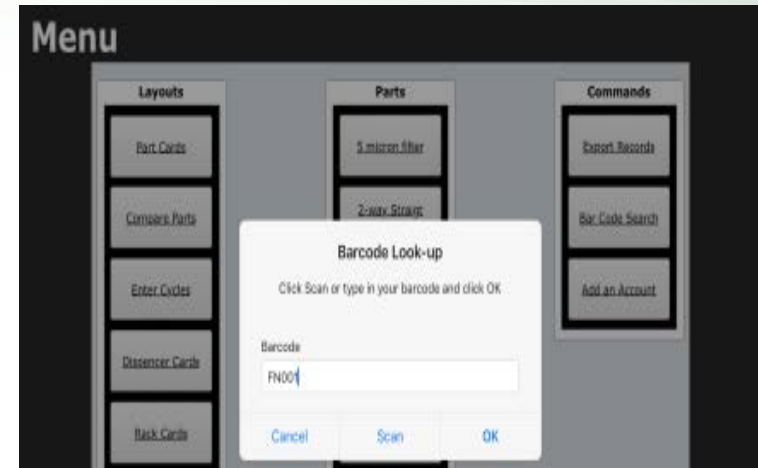 Menu
Layouts
Parts
Commands
Part Cards
5 micron filter
Export Records
Compare Parts
2-way Straigt
Bar Code Search
Enter Cycles
Add an Account
Dispencer Cards
Rack Cards
Barcode Look-up
Click Scan or type in your barcode and click OK
Barcode
FN001
Cancel
Scan
OK